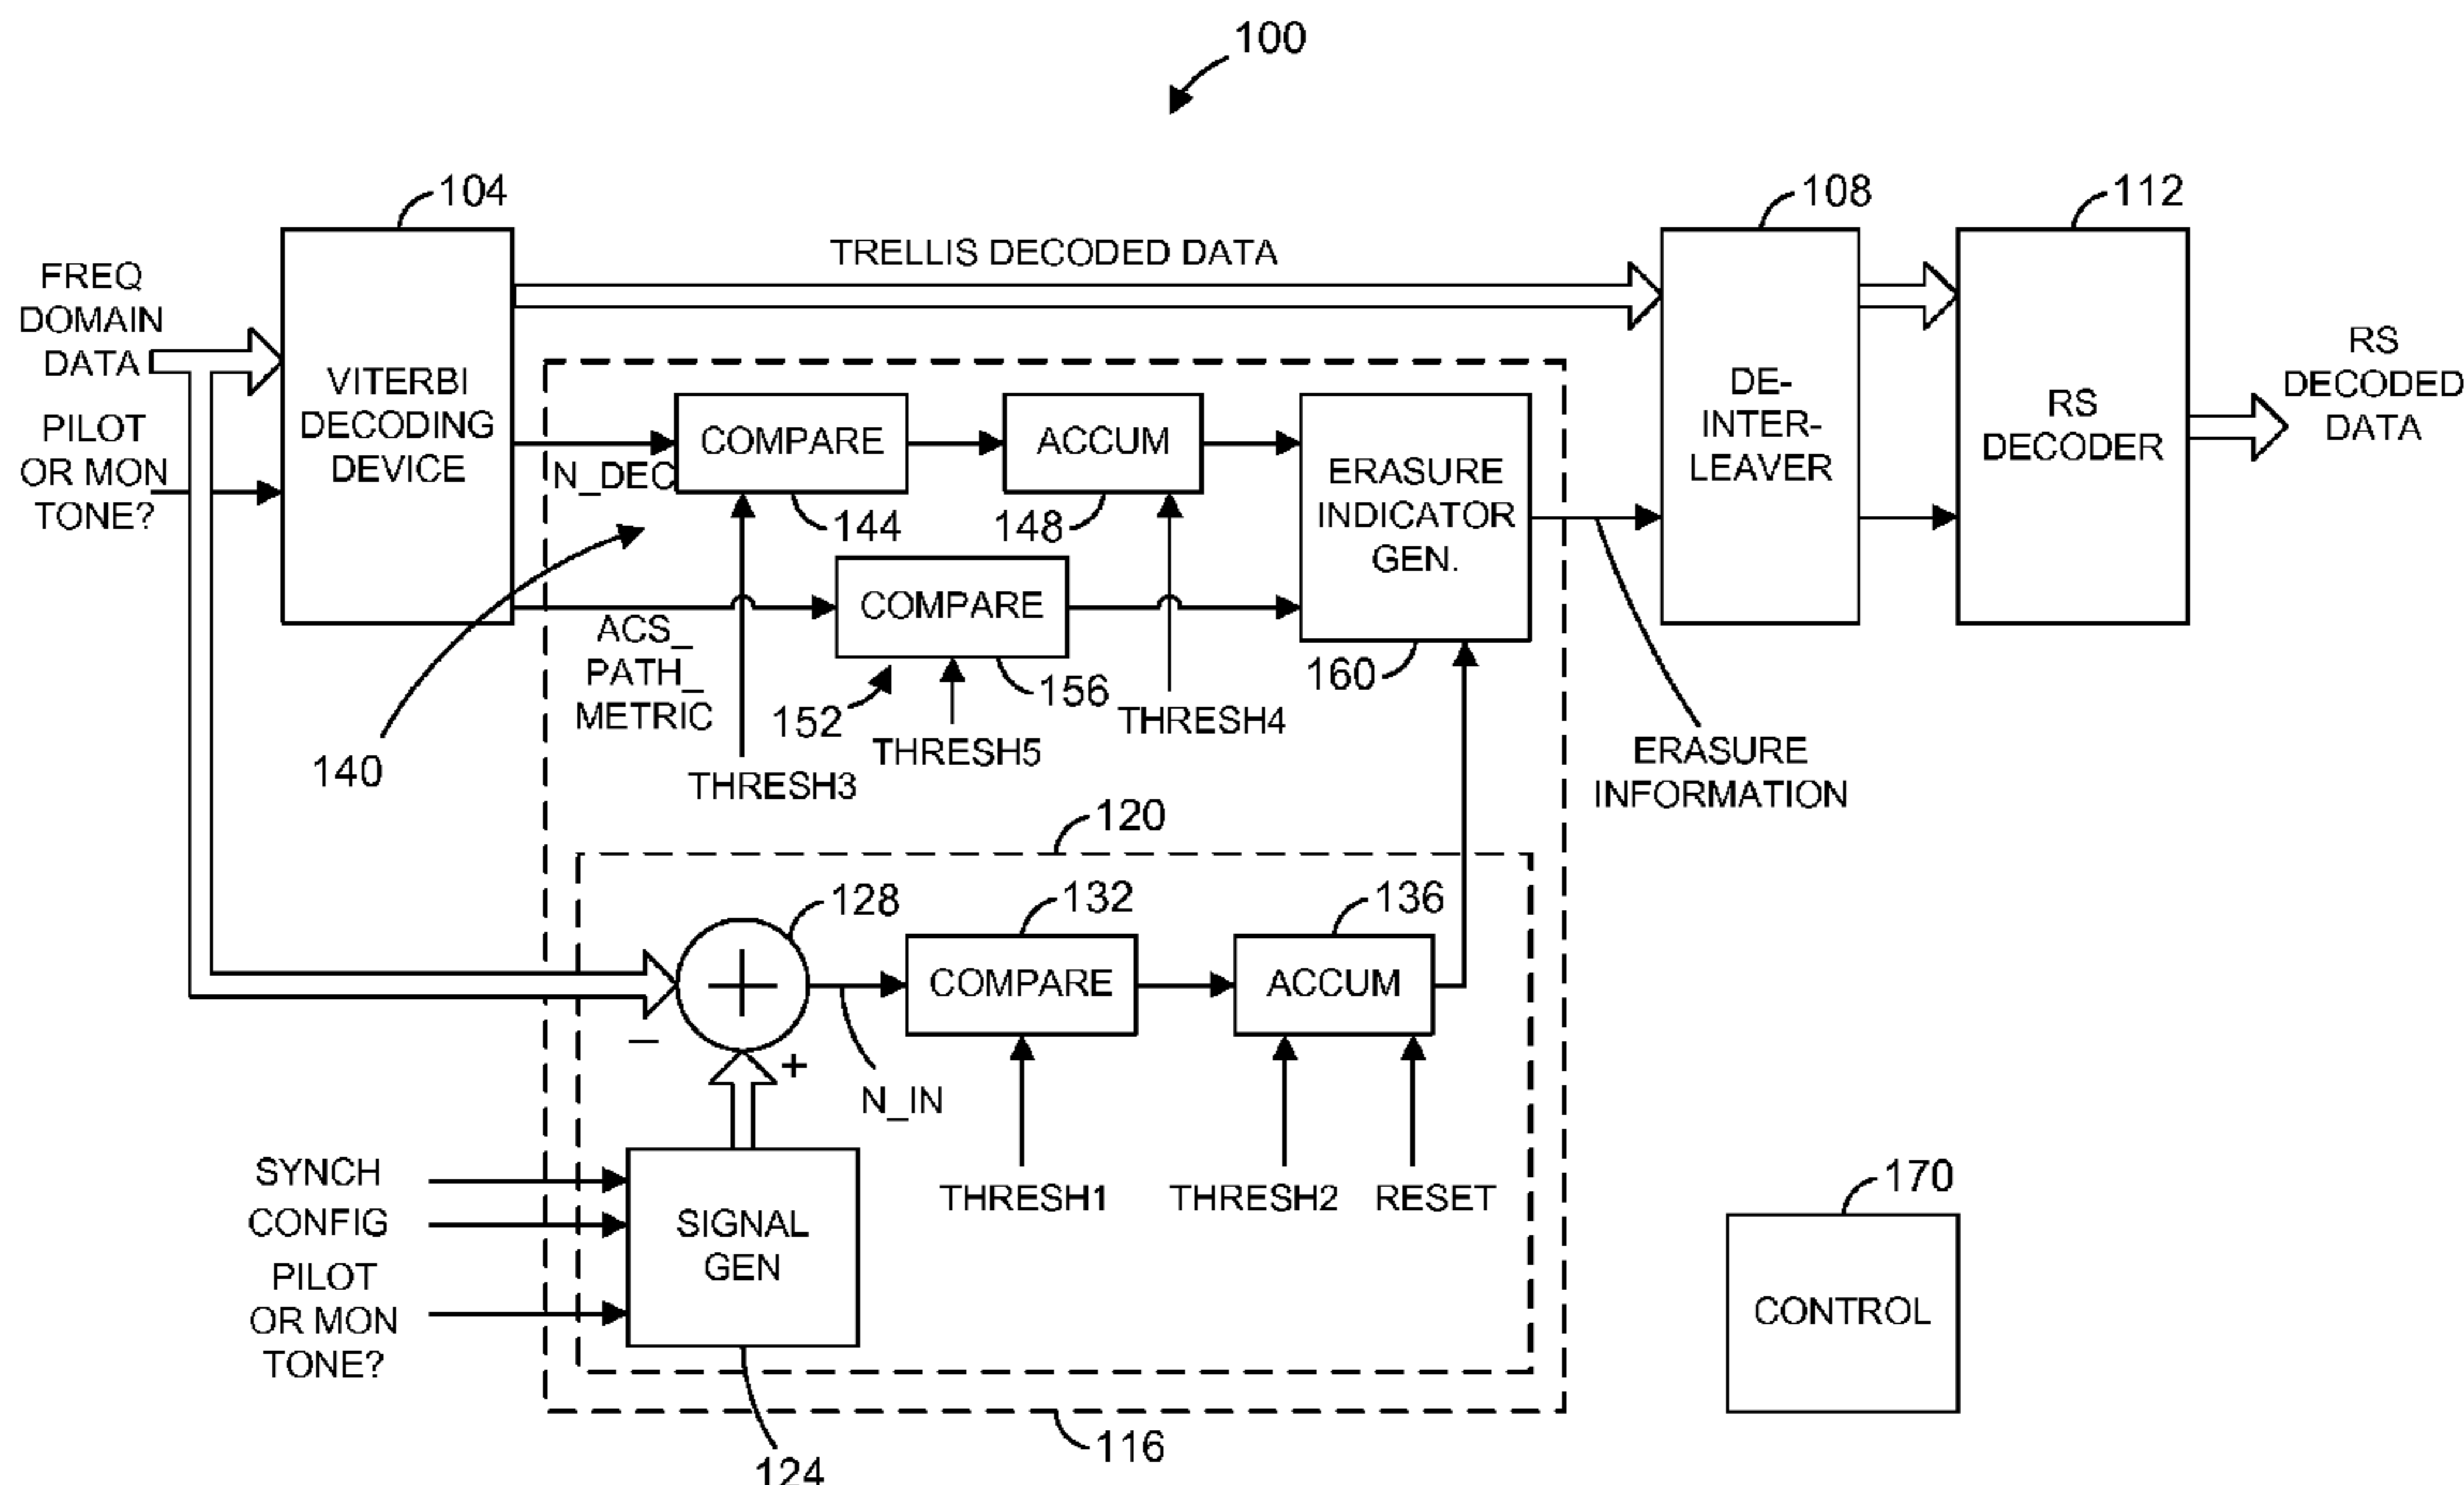 100
104
108
112
FREQ
DOMAIN
DATA
PILOT
OR MON
TONE?
VITERBI
DECODING
DEVICE
TRELLIS DECODED DATA
DE-
INTER-
LEAVER
RS
DECODER
RS
DECODED
DATA
N_DEC
COMPARE
144
ACCUM
148
ERASURE
INDICATOR
GEN.
160
ACS_
PATH_
METRIC
COMPARE
152
156
THRESH3
THRESH5
THRESH4
140
ERASURE
INFORMATION
120
128
132
136
+
COMPARE
ACCUM
−
+
N_IN
THRESH1
THRESH2
RESET
SYNCH
CONFIG
PILOT
OR MON
TONE?
SIGNAL
GEN
124
116
170
CONTROL